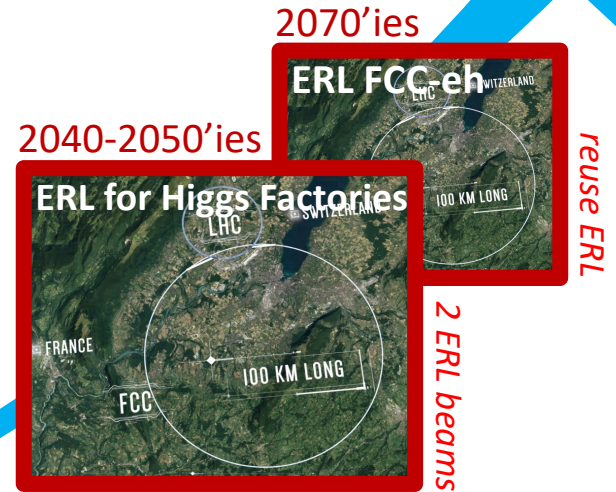 2070'ies
ERL FCC-eh
LHC
SWITZERLAND
100 KM LONG
reuse ERL
2040-2050'ies
ERL for Higgs Factories
LHC
SWITZERLAND
FRANCE
100 KM LONG
FCC
2 ERL beams